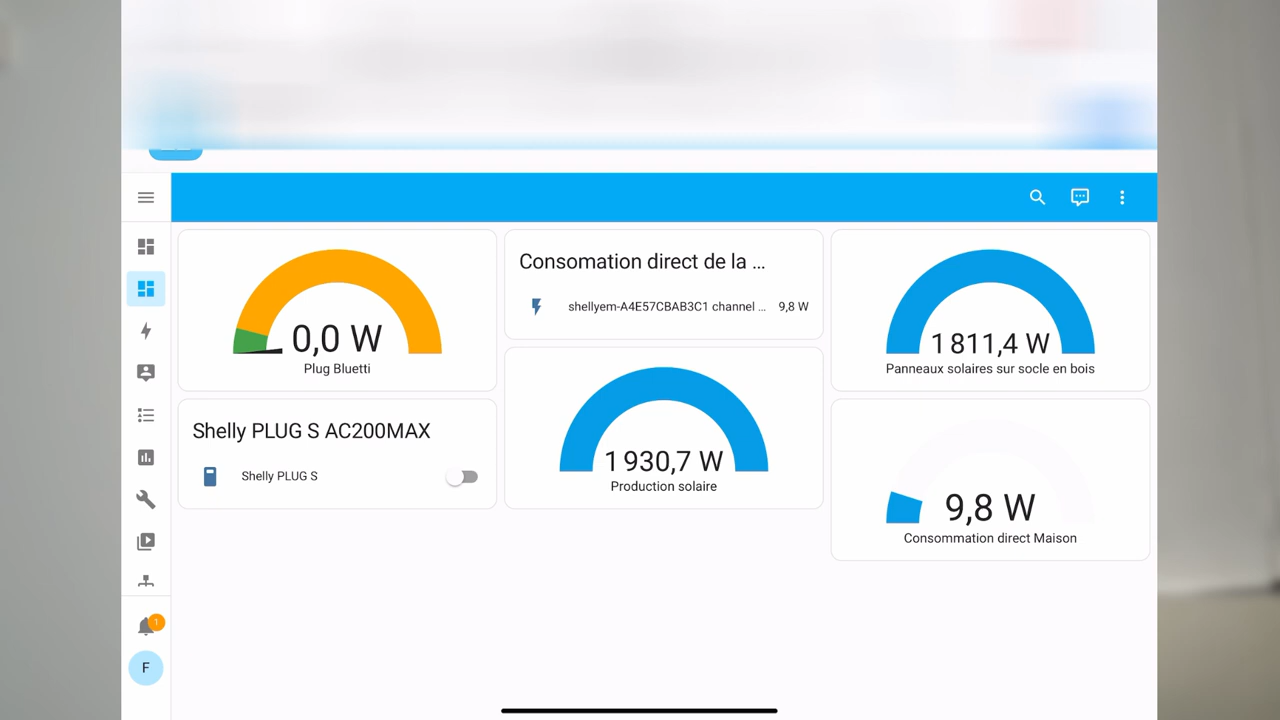 0,0 W
Plug Bluetti
Shelly PLUG S AC200MAX
Shelly PLUG S
Consomation direct de la ...
shellyem-A4E57CBAB3C1 channel ... 9,8 W
1 930,7 W
Production solaire
1 811,4 W
Panneaux solaires sur socle en bois
9,8 W
Consommation direct Maison
1
F